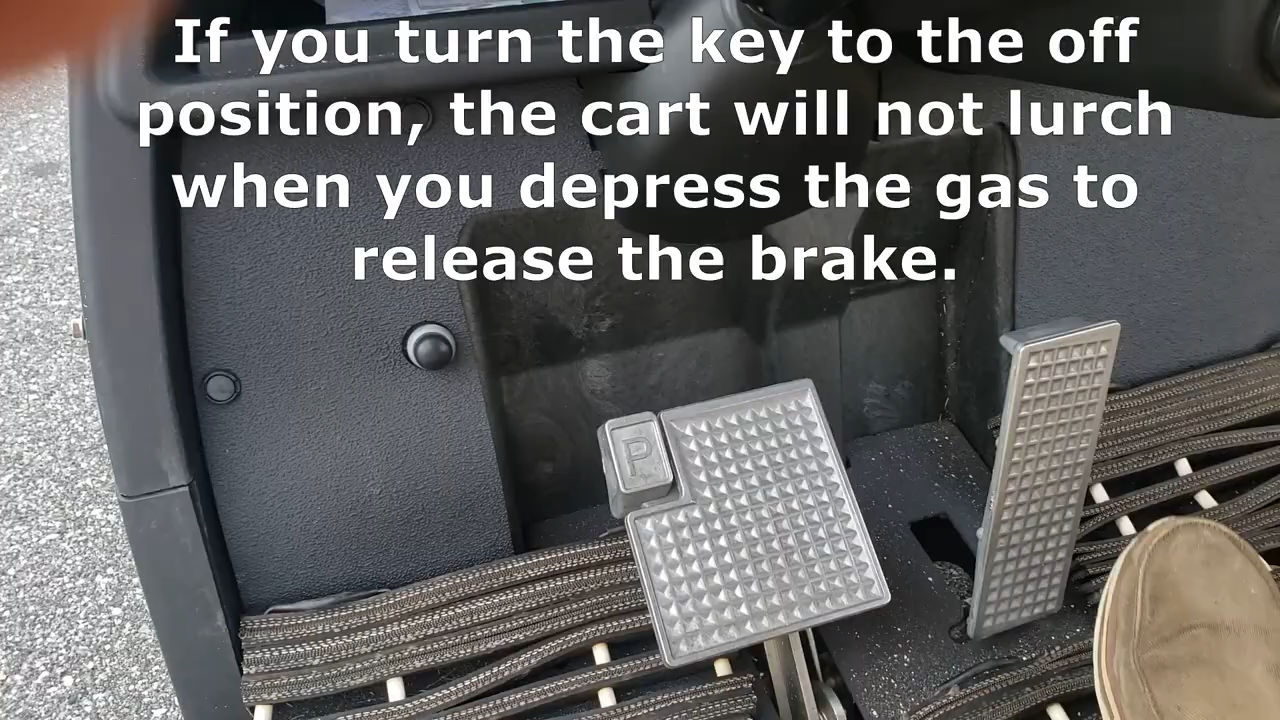 If you turn the key to the off
position, the cart will not lurch
when you depress the gas to
release the brake.
P